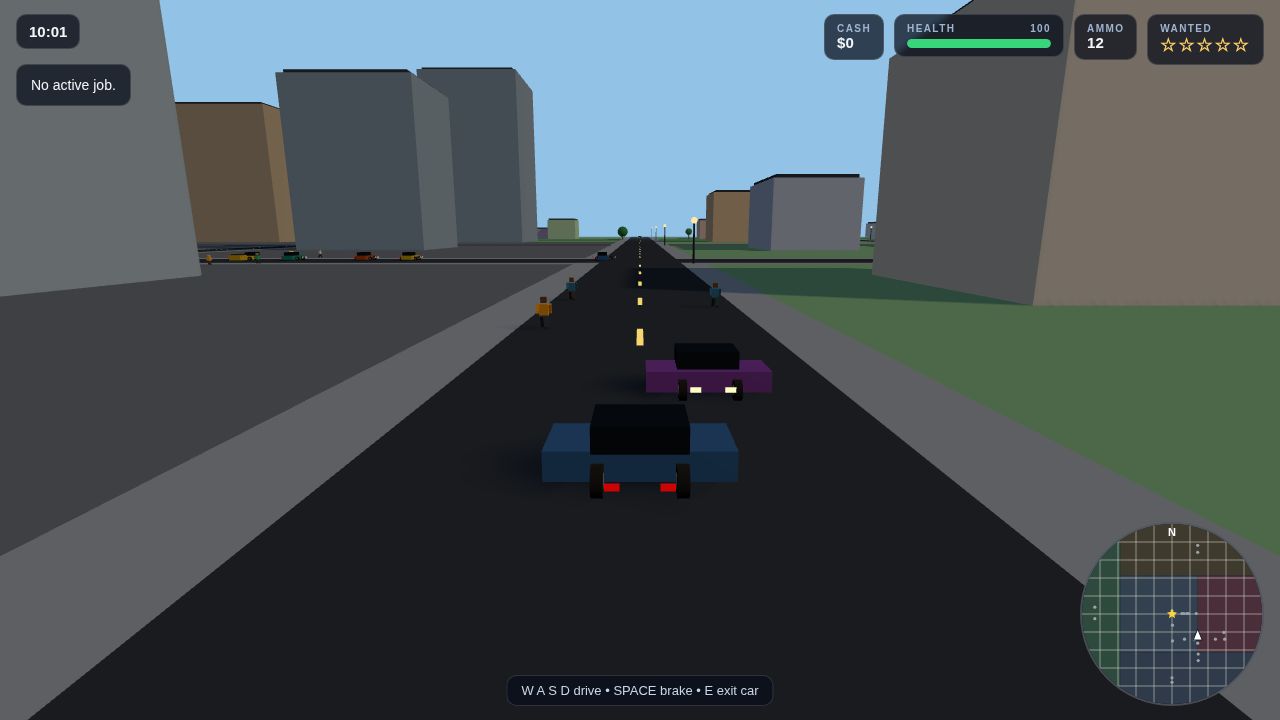 10:01
No active job.
CASH
$0
HEALTH 100
AMMO
12
WANTED
☆☆☆☆☆
N
W A S D drive • SPACE brake • E exit car